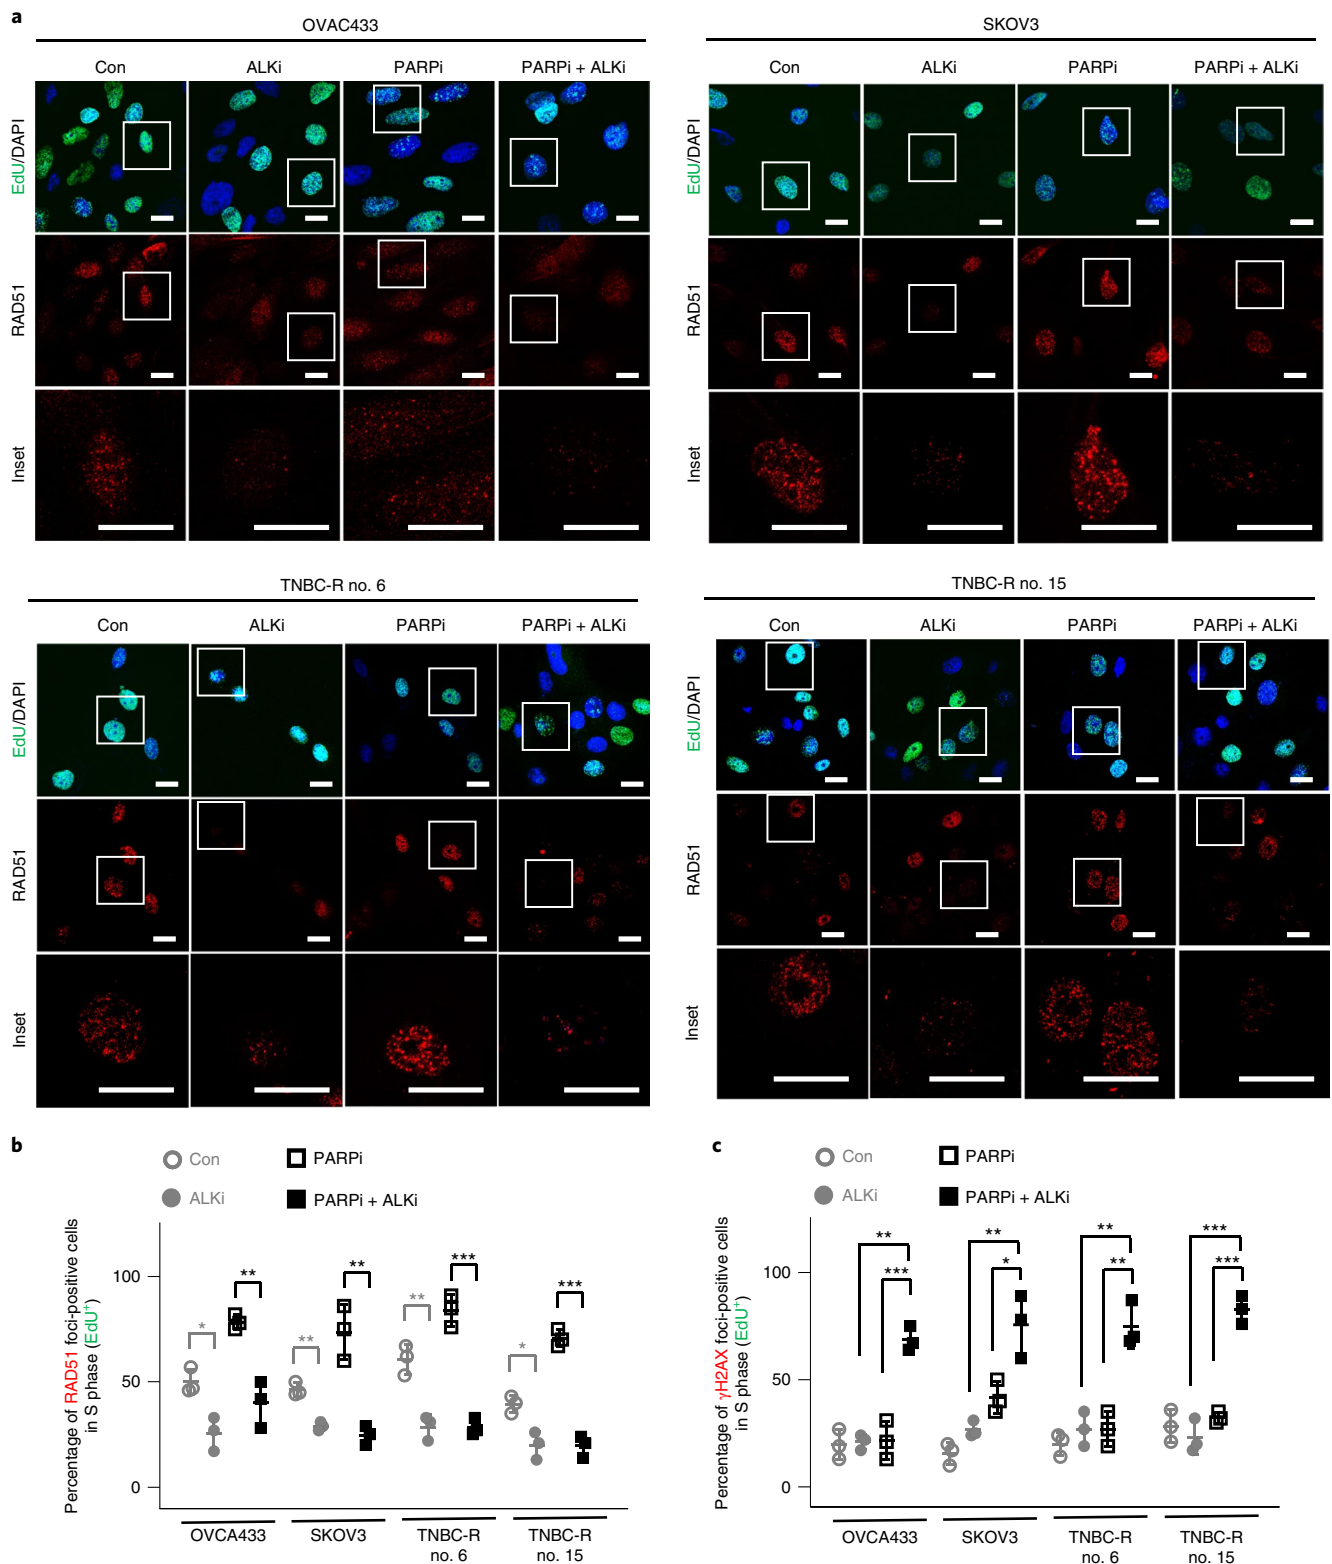 a
OVAC433
SKOV3
Con ALKi PARPi PARPi + ALKi
Con ALKi PARPi PARPi + ALKi
EdU/DAPI
RAD51
Inset
EdU/DAPI
RAD51
Inset
TNBC-R no. 6
TNBC-R no. 15
Con ALKi PARPi PARPi + ALKi
Con ALKi PARPi PARPi + ALKi
EdU/DAPI
RAD51
Inset
EdU/DAPI
RAD51
Inset
b
Con
PARPi
ALKi
PARPi + ALKi
Percentage of RAD51 foci-positive cells
in S phase (EdU⁺)
100
50
0
* ** ** ** ** *** * ***
OVCA433
SKOV3
TNBC-R
no. 6
TNBC-R
no. 15
c
Con
PARPi
ALKi
PARPi + ALKi
Percentage of γH2AX foci-positive cells
in S phase (EdU⁺)
100
50
0
** *** ** * ** ** *** ***
OVCA433
SKOV3
TNBC-R
no. 6
TNBC-R
no. 15